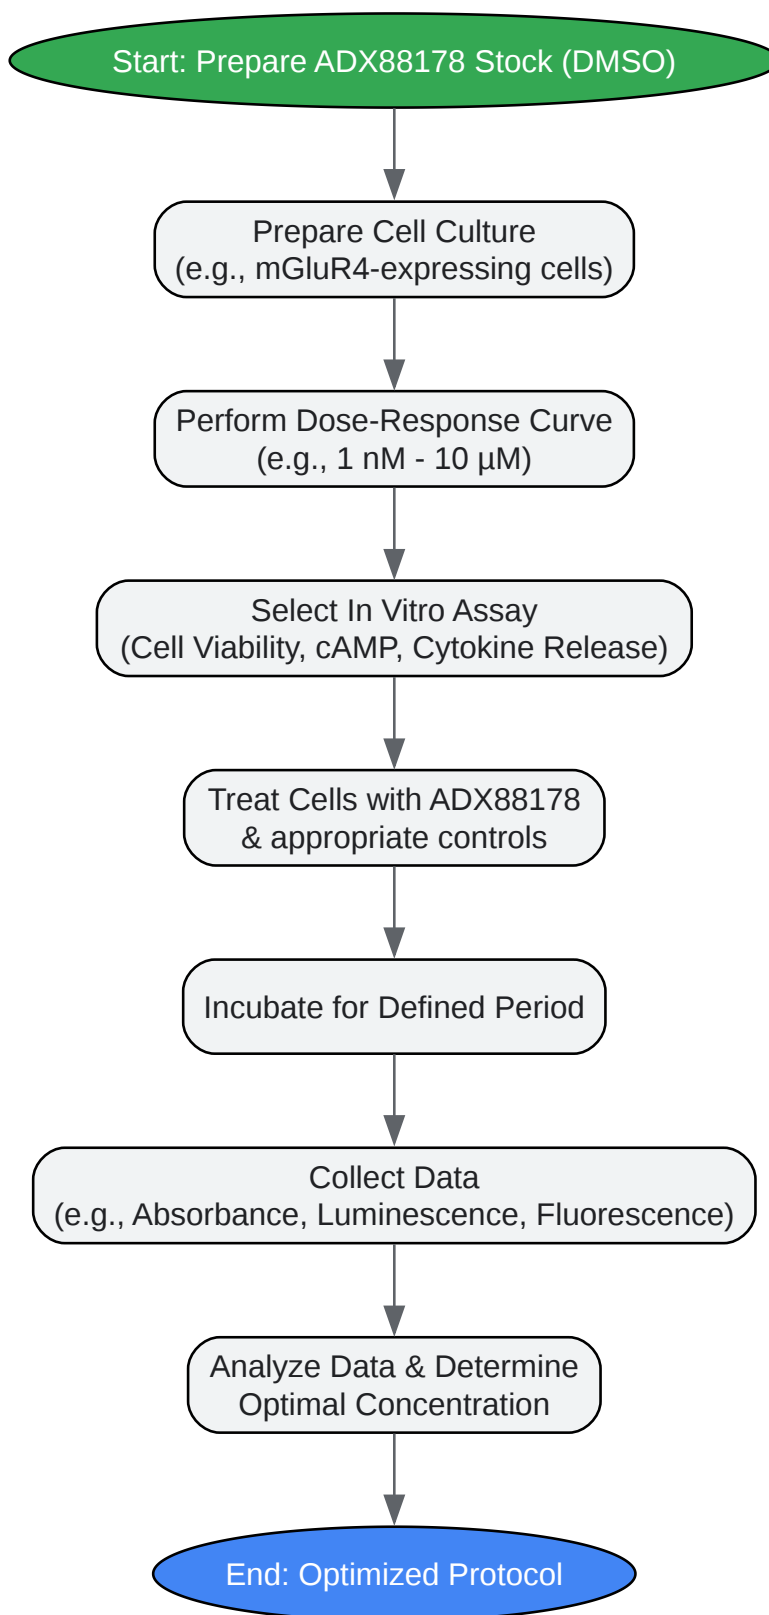 Start: Prepare ADX88178 Stock (DMSO)
Prepare Cell Culture
(e.g., mGluR4-expressing cells)
Perform Dose-Response Curve
(e.g., 1 nM - 10 µM)
Select In Vitro Assay
(Cell Viability, cAMP, Cytokine Release)
Treat Cells with ADX88178
& appropriate controls
Incubate for Defined Period
Collect Data
(e.g., Absorbance, Luminescence, Fluorescence)
Analyze Data & Determine
Optimal Concentration
End: Optimized Protocol